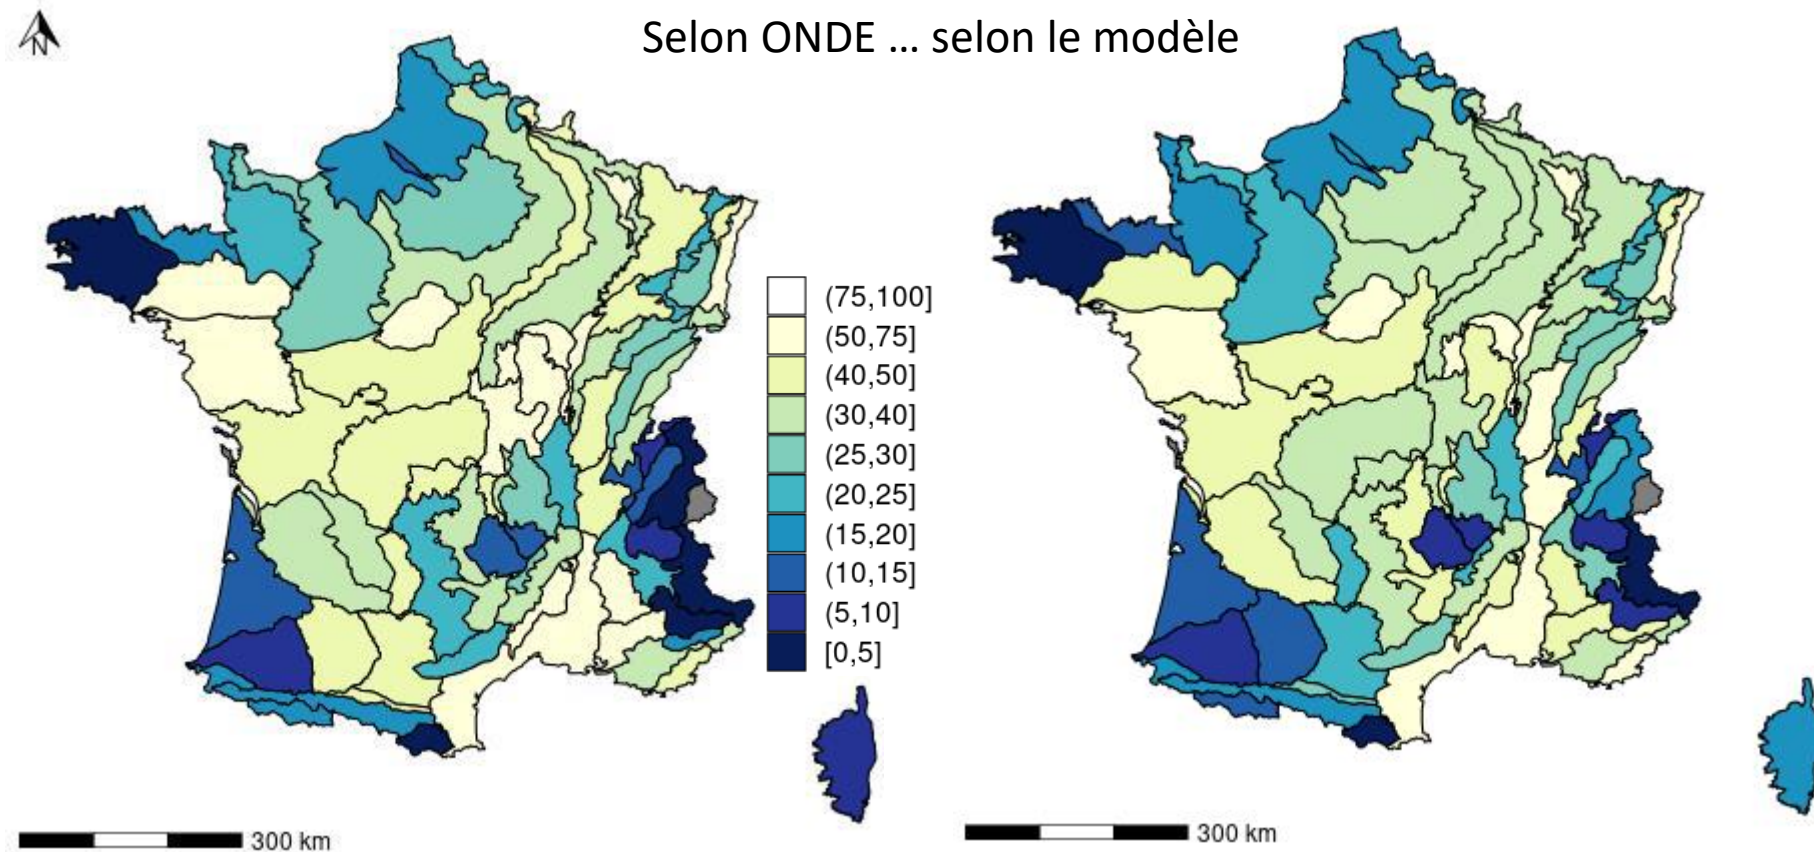 Selon ONDE ... selon le modèle
N
(75,100]
(50,75]
(40,50]
(30,40]
(25,30]
(20,25]
(15,20]
(10,15]
(5,10]
[0,5]
300 km
300 km